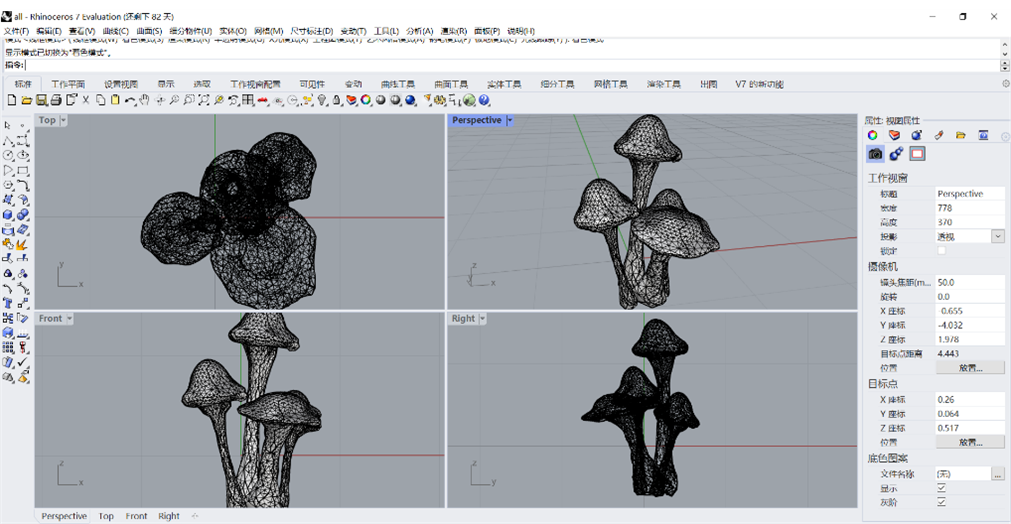 all - Rhinoceros 7 Evaluation (还剩下 82 天)
文件(F) 编辑(E) 查看(V) 曲线(C) 曲面(S) 细分物件(U) 实体(O) 网格(M) 尺寸标注(D) 变动(T) 工具(L) 分析(A) 渲染(R) 面板(P) 说明(H)
显示模式已切换为"着色模式"。
指令:
标准 工作平面 设置视图 显示 选取 工作视窗配置 可见性 变动 曲线工具 曲面工具 实体工具 细分工具 网格工具 渲染工具 出图 V7 的新功能
Top
Perspective
Front
Right
z
x
y
x
z
x
z
y
属性: 视图属性
工作视窗
标题 Perspective
宽度 778
高度 370
投影 透视
锁定
摄像机
镜头焦距(m... 50.0
旋转 0.0
X 座标 -0.655
Y 座标 -4.032
Z 座标 1.978
目标点距离 4.443
位置 放置...
目标点
X 座标 0.26
Y 座标 0.064
Z 座标 0.517
位置 放置...
底色图案
文件名称 (无) ...
显示
灰阶
Perspective Top Front Right